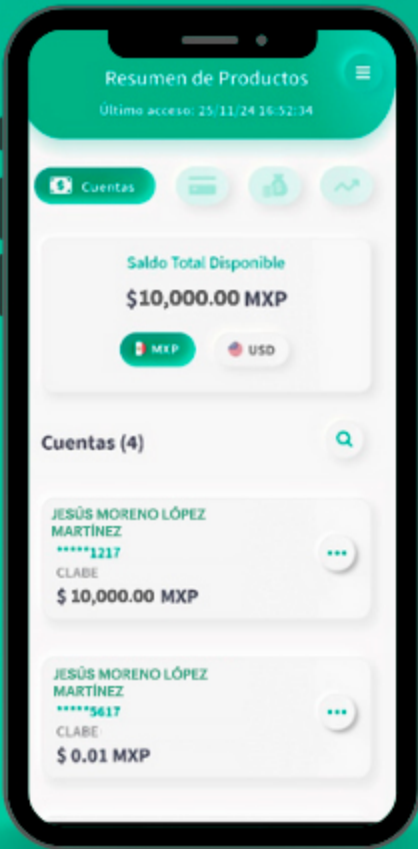 Resumen de Productos
Último acceso: 25/11/24 16:52:34
Cuentas
Saldo Total Disponible
$10,000.00 MXP
MXP
USD
Cuentas (4)
JESÚS MORENO LÓPEZ
MARTÍNEZ
*****1217
CLABE
$ 10,000.00 MXP
JESÚS MORENO LÓPEZ
MARTÍNEZ
*****5617
CLABE
$ 0.01 MXP